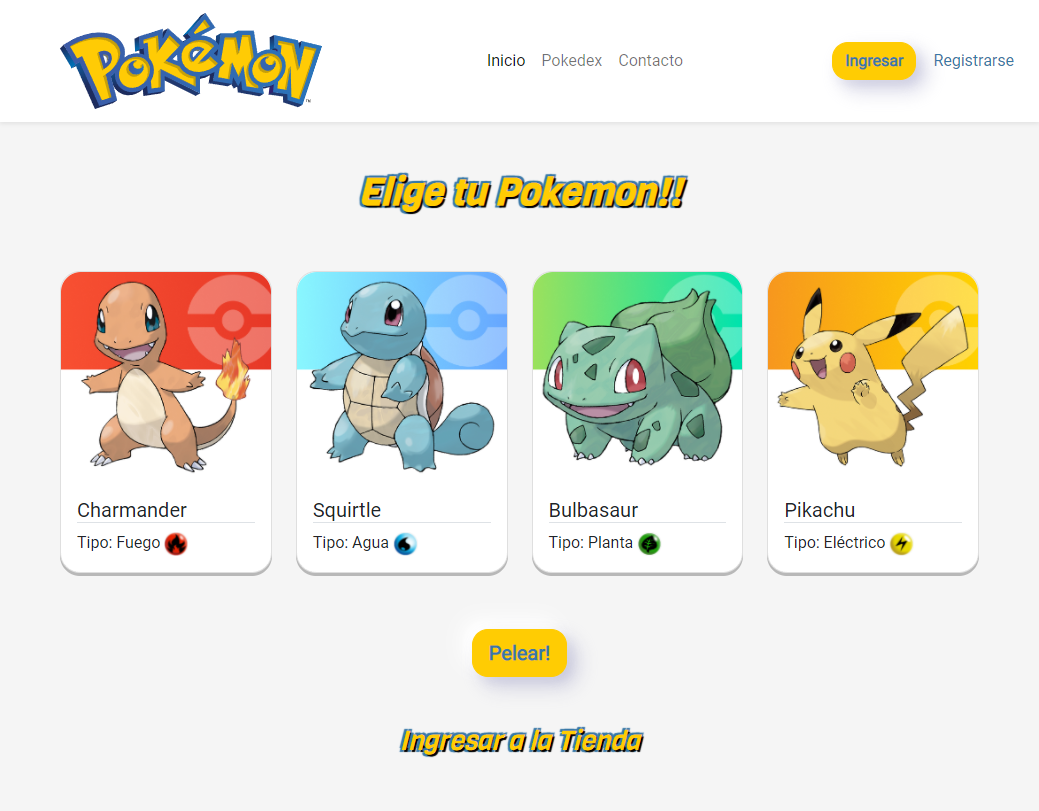 Pokémon
Inicio Pokedex Contacto
Ingresar Registrarse
Elige tu Pokemon!!
Charmander
Tipo: Fuego
Squirtle
Tipo: Agua
Bulbasaur
Tipo: Planta
Pikachu
Tipo: Eléctrico
Pelear!
Ingresar a la Tienda